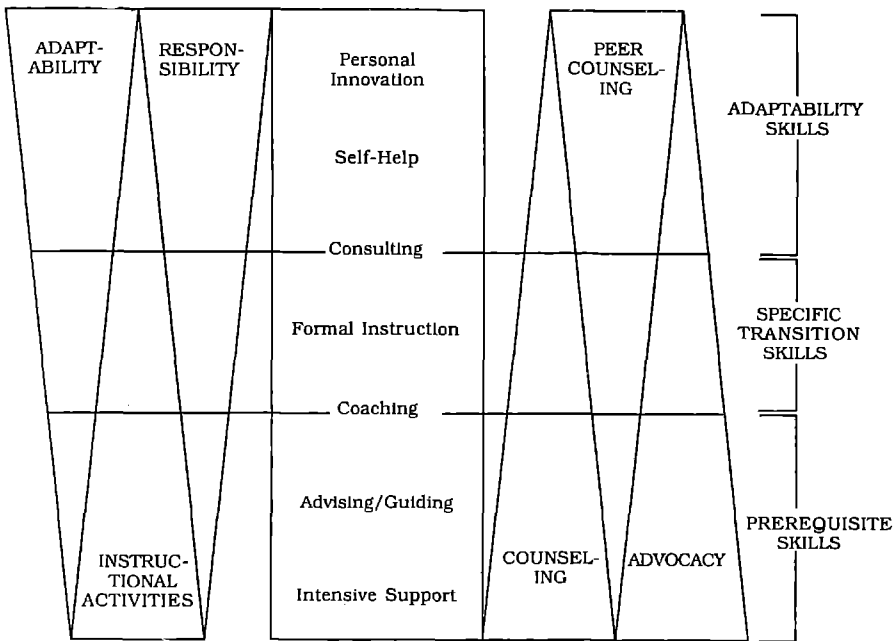 ADAPT-
ABILITY
RESPON-
SIBILITY
Personal
Innovation
PEER
COUNSEL-
ING
ADAPTABILITY
SKILLS
Self-Help
Consulting
Formal Instruction
SPECIFIC
TRANSITION
SKILLS
Coaching
Advising/Guiding
PREREQUISITE
SKILLS
INSTRUC-
TIONAL
ACTIVITIES
Intensive Support
COUNSEL-
ING
ADVOCACY